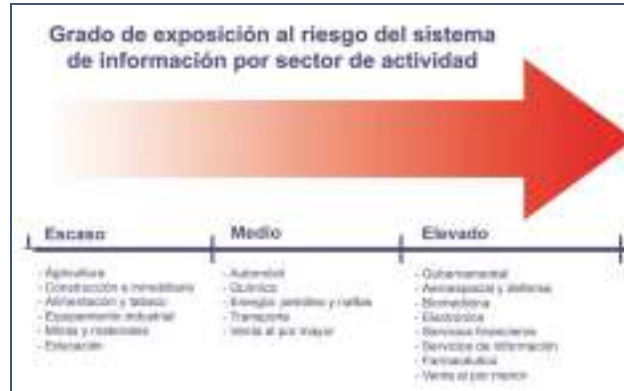 Grado de exposición al riesgo del sistema
de información por sector de actividad
Escaso
- Agricultura
- Construcción e inmobiliario
- Alimentación y tabaco
- Equipamiento industrial
- Minas y materiales
- Educación
Medio
- Automóvil
- Químico
- Energía: petróleo y
- Transporte
- Venta al por mayor
Elevado
- Gubernamental
- Aeroespacial y defensa
- Biomedicina
- Electrónica
- Servicios financieros
- Servicios de información
- Farmacéutica
- Venta al por menor